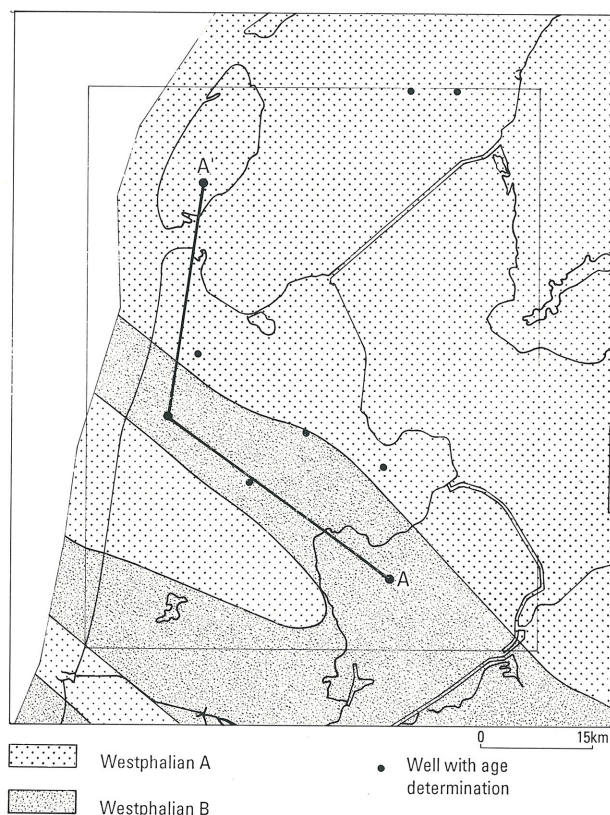 A'
A
0 15km
Westphalian A
Well with age
determination
Westphalian B